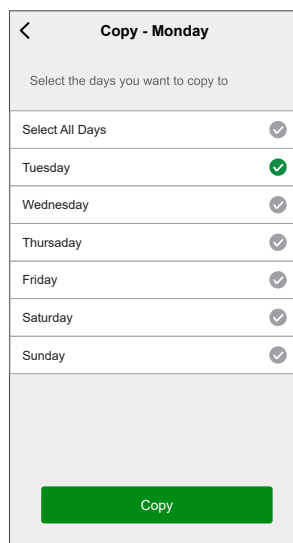 Copy - Monday
Select the days you want to copy to
Select All Days
Tuesday
Wednesday
Thursaday
Friday
Saturday
Sunday
Copy